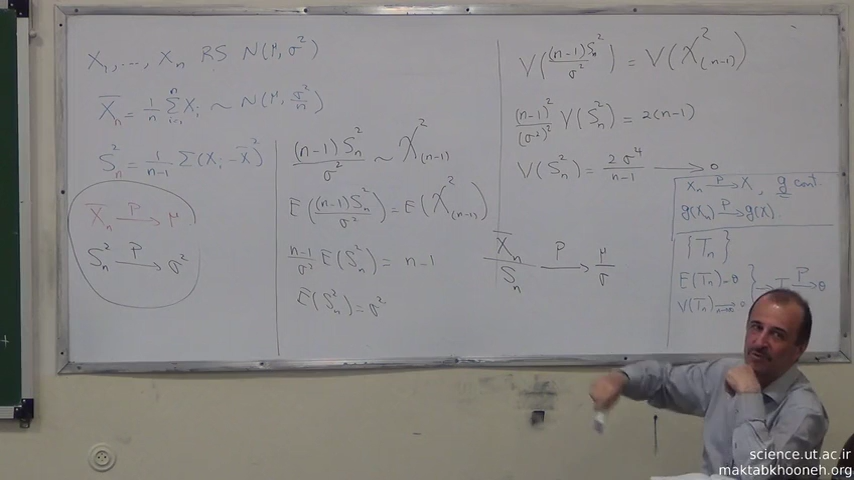 X₁, ..., Xₙ RS N(μ, σ²)
X̄ₙ = 1/n Σⁿᵢ₌₁ Xᵢ ~ N(μ, σ²/n)
Sₙ² = 1/(n-1) Σ(Xᵢ - X̄)²
X̄ₙ →ᴾ μ
Sₙ² →ᴾ σ²
(n-1)Sₙ²/σ² ~ χ²₍ₙ₋₁₎
E((n-1)Sₙ²/σ²) = E(χ²₍ₙ₋₁₎)
(n-1)/σ² E(Sₙ²) = n-1
E(Sₙ²) = σ²
V((n-1)Sₙ²/σ²) = V(χ²₍ₙ₋₁₎)
(n-1)²/(σ²)² V(Sₙ²) = 2(n-1)
V(Sₙ²) = 2σ⁴/(n-1) → 0
X̄ₙ/Sₙ →ᴾ μ/σ
Xₙ →ᴾ X, g cont.
g(Xₙ) →ᴾ g(X).
{Tₙ}
E(Tₙ) → θ
V(Tₙ) → 0
n→∞
→ᴾ θ
science.ut.ac.ir
maktabkhooneh.org